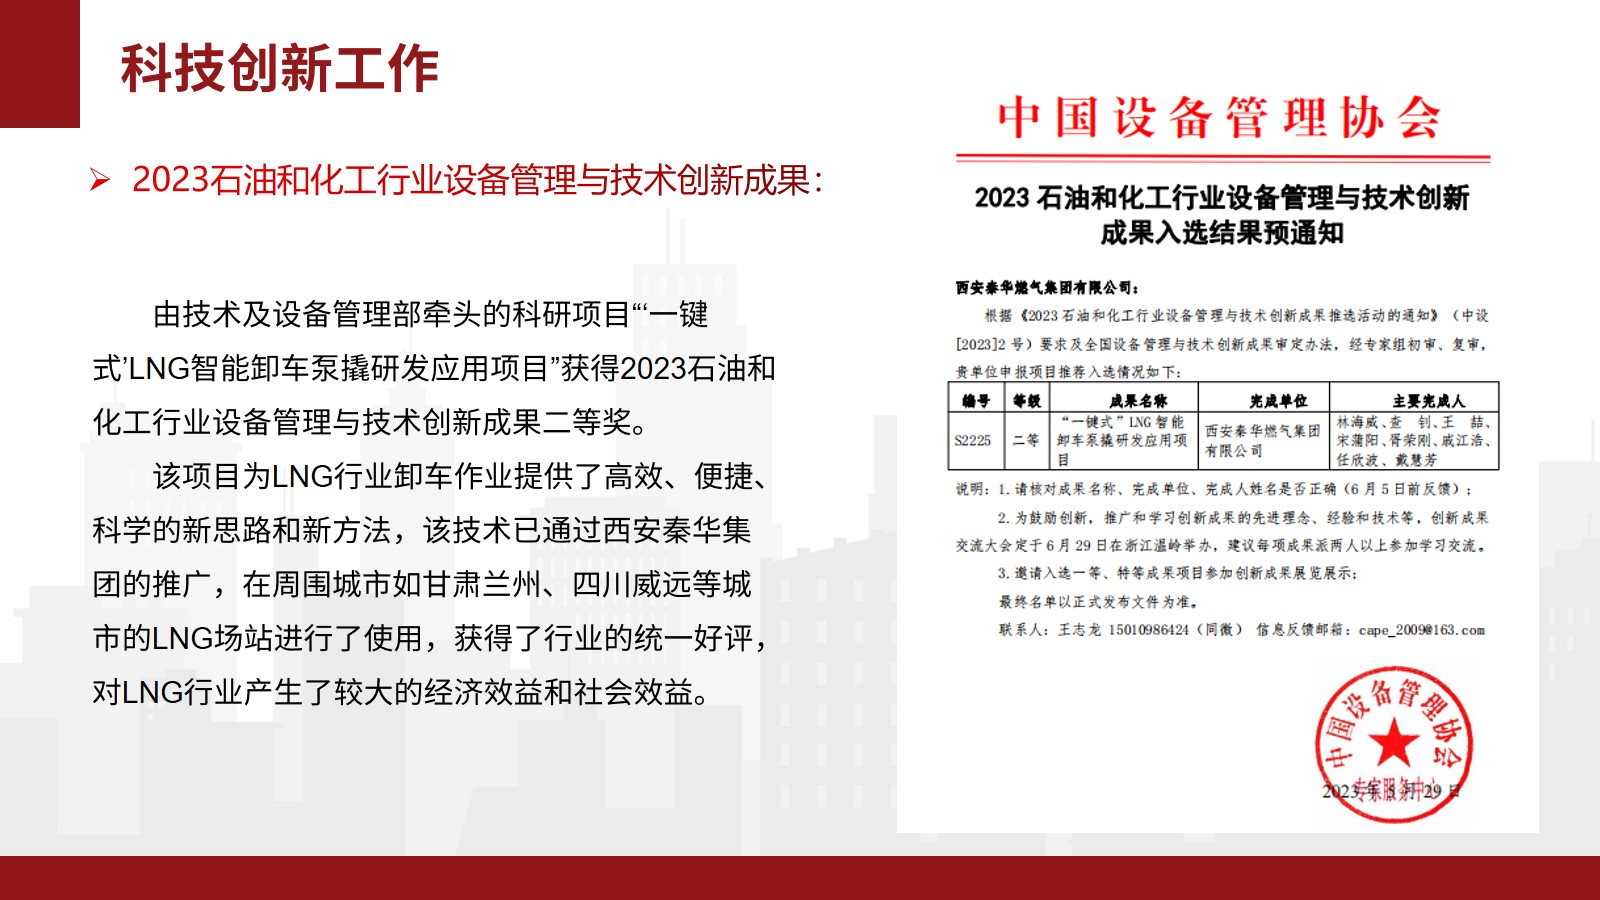 科技创新工作
2023石油和化工行业设备管理与技术创新成果：
由技术及设备管理部牵头的科研项目“‘一键
式’LNG智能卸车泵撬研发应用项目”获得2023石油和
化工行业设备管理与技术创新成果二等奖。
该项目为LNG行业卸车作业提供了高效、便捷、
科学的新思路和新方法，该技术已通过西安秦华集
团的推广，在周围城市如甘肃兰州、四川威远等城
市的LNG场站进行了使用，获得了行业的统一好评，
对LNG行业产生了较大的经济效益和社会效益。
中国设备管理协会
2023 石油和化工行业设备管理与技术创新
成果入选结果预通知
西安秦华燃气集团有限公司：
根据《2023 石油和化工行业设备管理与技术创新成果推选活动的通知》（中设
[2023]2 号）要求及全国设备管理与技术创新成果审定办法，经专家组初审、复审，
贵单位申报项目推荐入选情况如下：
编号 等级 成果名称 完成单位 主要完成人
S2225 二等 “一键式”LNG 智能卸车泵撬研发应用项目 西安秦华燃气集团有限公司 林海威、查 钊、王 喆、宋蒲阳、胥荣刚、戚江浩、任欣波、戴慧芳
说明：1. 请核对成果名称、完成单位、完成人姓名是否正确（6 月 5 日前反馈）；
2. 为鼓励创新，推广和学习创新成果的先进理念、经验和技术等，创新成果
交流大会定于 6 月 29 日在浙江温岭举办，建议每项成果派两人以上参加学习交流。
3. 邀请入选一等、特等成果项目参加创新成果展览展示；
最终名单以正式发布文件为准。
联系人：王志龙 15010986424（同微） 信息反馈邮箱：cape_2009@163.com
中国设备管理协会
专家服务中心
2023 年 5 月 29 日